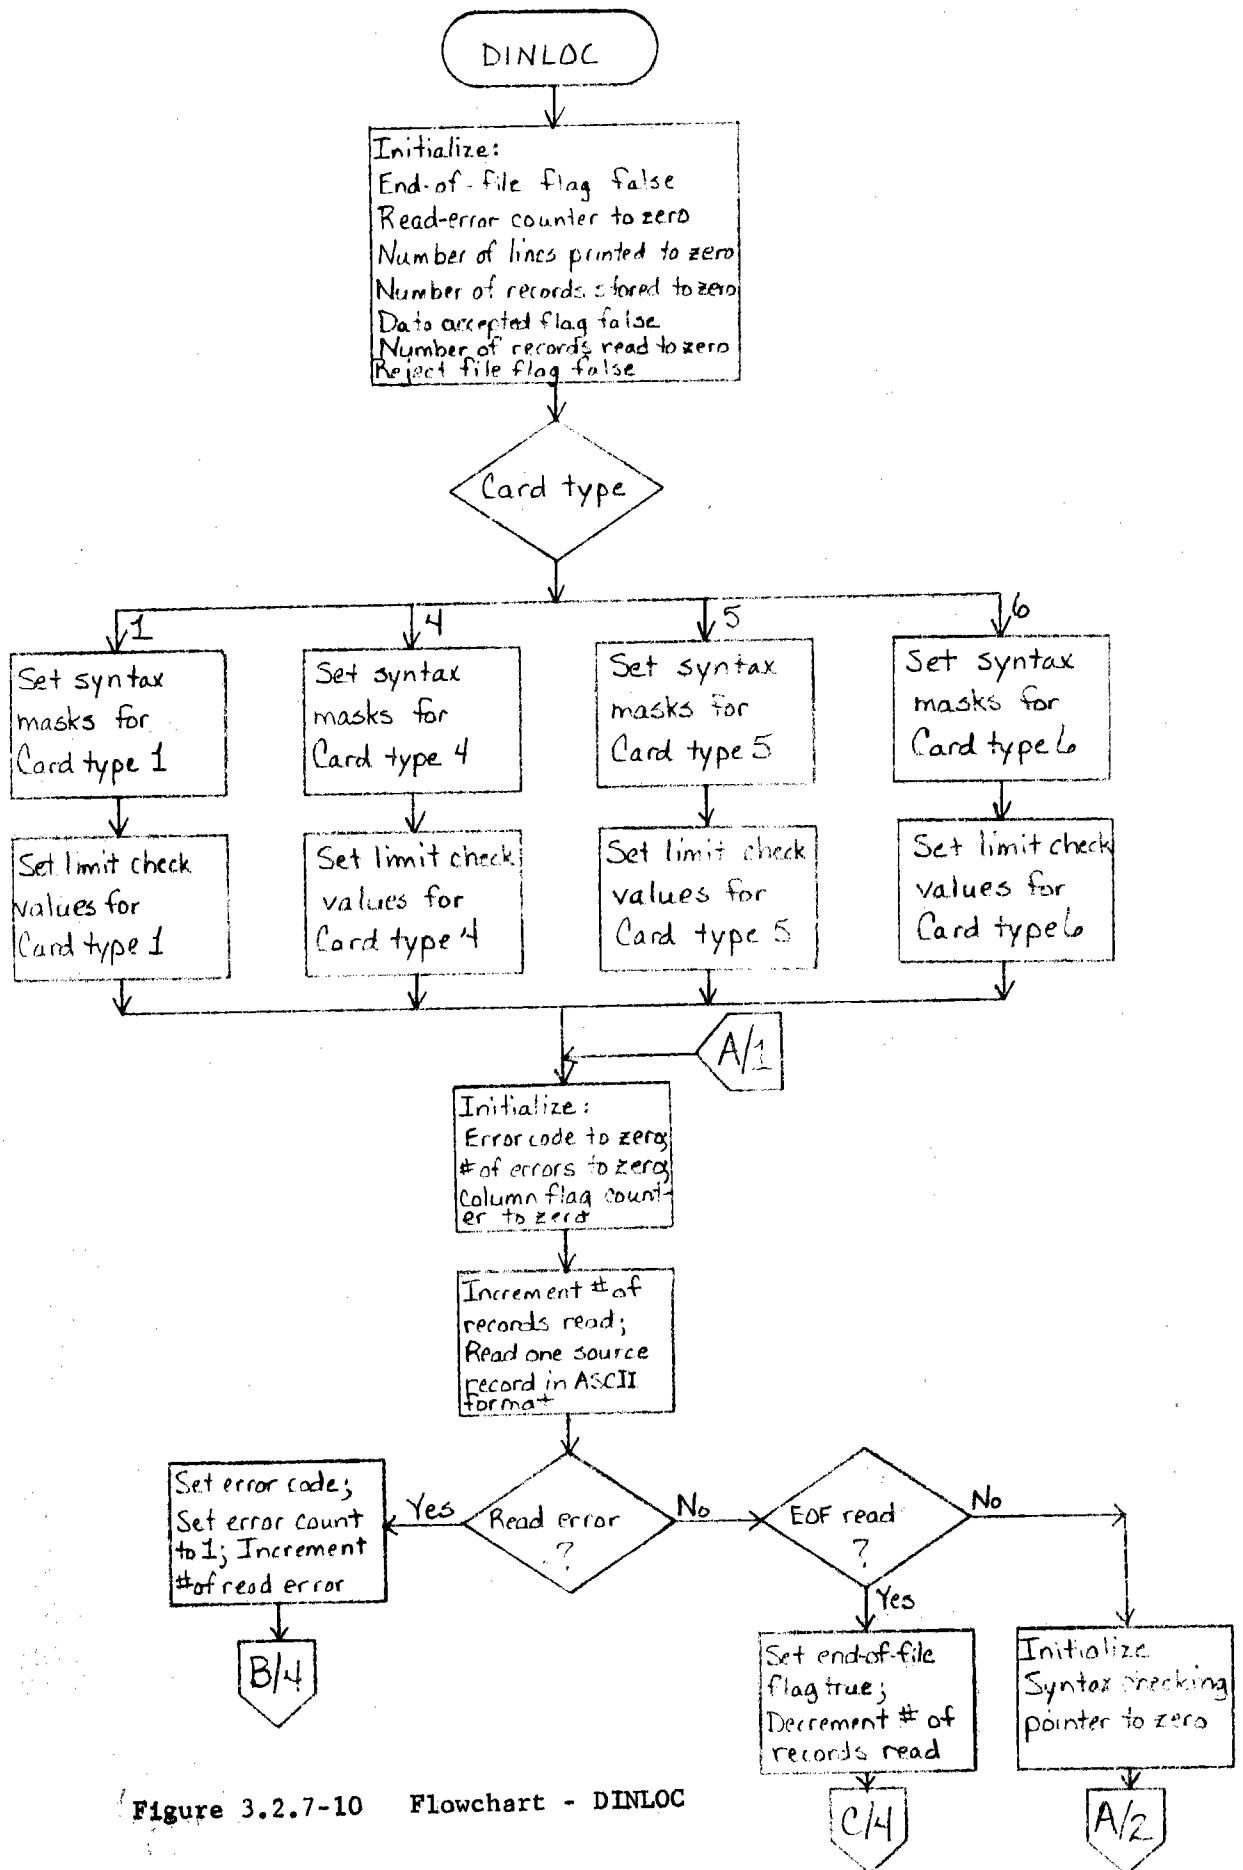 DINLOC
Initialize:
End-of-file flag false
Read-error counter to zero
Number of lines printed to zero
Number of records stored to zero
Data accepted flag false
Number of records read to zero
Reject file flag false
Card type
1
4
5
6
Set syntax
masks for
Card type 1
Set syntax
masks for
Card type 4
Set syntax
masks for
Card type 5
Set syntax
masks for
Card type 6
Set limit check
values for
Card type 1
Set limit check
values for
Card type 4
Set limit check
values for
Card type 5
Set limit check
values for
Card type 6
A/1
Initialize:
Error code to zero;
# of errors to zero;
Column flag count-
er to zero
Increment # of
records read;
Read one source
record in ASCII
format
Read error
?
Yes
No
Set error code;
Set error count
to 1; Increment
# of read error
B/4
EOF read
?
No
Yes
Set end-of-file
flag true;
Decrement # of
records read
C/4
Initialize
Syntax checking
pointer to zero
A/2
Figure 3.2.7-10 Flowchart - DINLOC